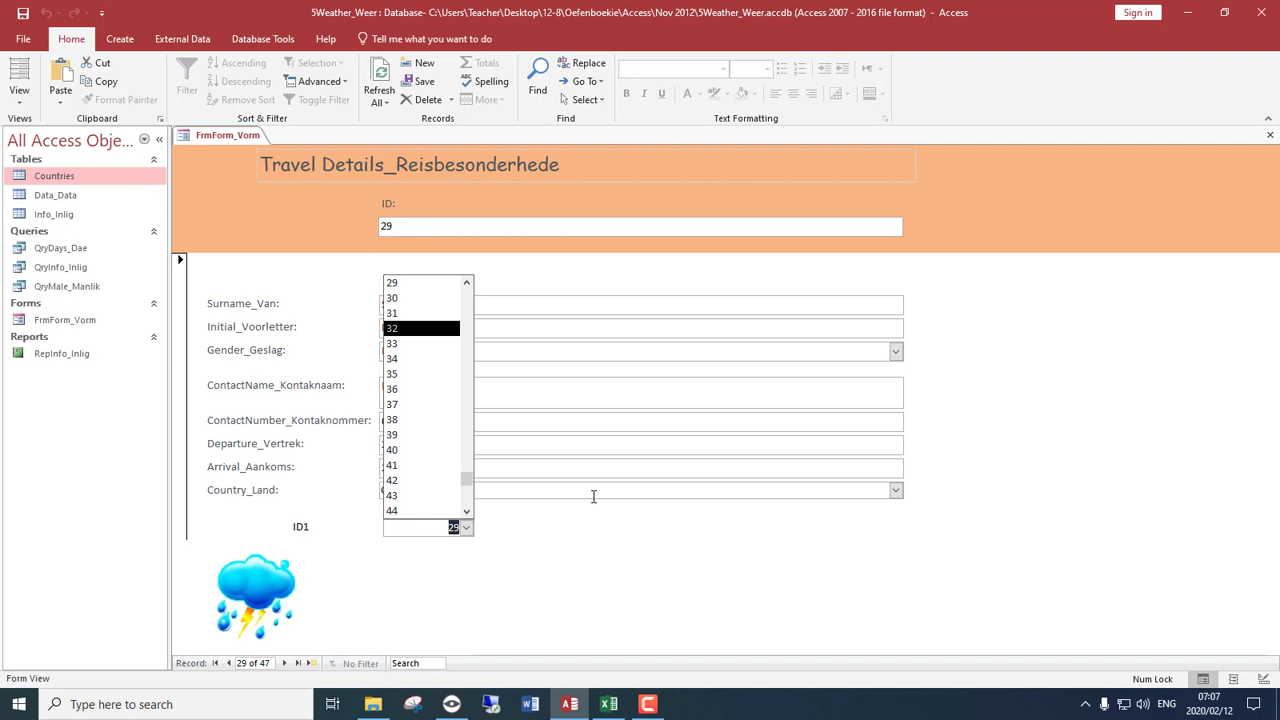 5Weather_Weer : Database- C:\Users\Teacher\Desktop\12-8\Oefenboekie\Access\Nov 2012\5Weather_Weer.accdb (Access 2007 - 2016 file format) - Access
Sign in
File Home Create External Data Database Tools Help Tell me what you want to do
View
Views
Paste
Cut
Copy
Format Painter
Clipboard
Filter
Ascending
Descending
Remove Sort
Selection
Advanced
Toggle Filter
Sort & Filter
Refresh All
New
Save
Delete
Totals
Spelling
More
Records
Find
Replace
Go To
Select
Find
B I U A
Text Formatting
All Access Obje...
Tables
Countries
Data_Data
Info_Inlig
Queries
QryDays_Dae
QryInfo_Inlig
QryMale_Manlik
Forms
FrmForm_Vorm
Reports
RepInfo_Inlig
FrmForm_Vorm
Travel Details_Reisbesonderhede
ID:
29
Surname_Van:
Initial_Voorletter:
Gender_Geslag:
ContactName_Kontaknaam:
ContactNumber_Kontaknommer:
Departure_Vertrek:
Arrival_Aankoms:
Country_Land:
29
30
31
32
33
34
35
36
37
38
39
40
41
42
43
44
ID1 29
Record: 29 of 47 No Filter Search
Form View
Num Lock
Type here to search
ENG
07:07
2020/02/12